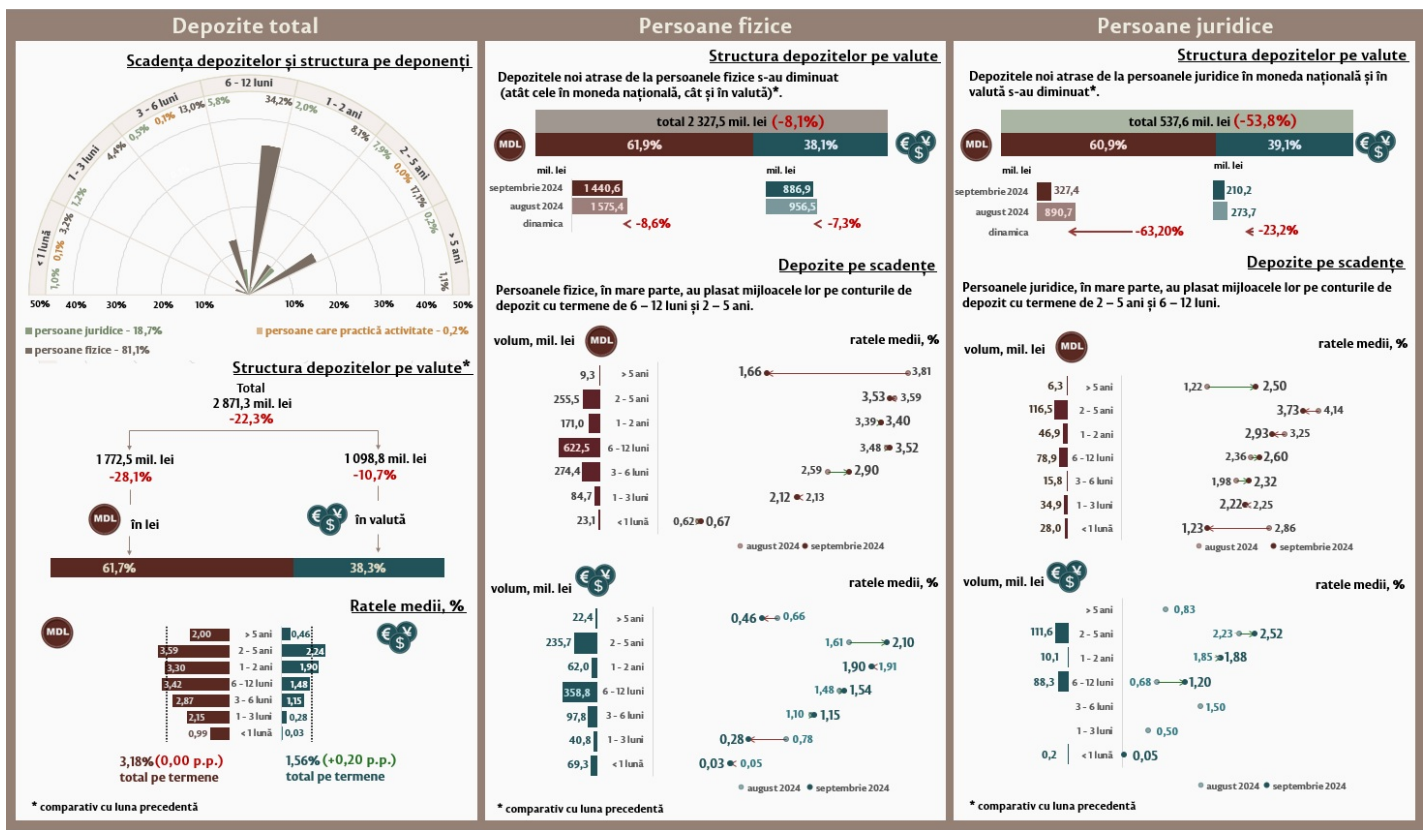 Depozite total
Scadența depozitelor și structura pe deponenți
< 1 lună
1 - 3 luni
3 - 6 luni
6 - 12 luni
1 - 2 ani
2 - 5 ani
> 5 ani
1,0%
0,1%
3,2%
1,2%
4,4%
0,5%
0,1%
13,0%
5,8%
34,2%
2,0%
8,1%
7,9%
0,0%
17,1%
0,2%
1,1%
50% 40% 30% 20% 10% 10% 20% 30% 40% 50%
persoane juridice - 18,7%
persoane care practică activitate - 0,2%
persoane fizice - 81,1%
Structura depozitelor pe valute*
Total
2 871,3 mil. lei
-22,3%
1 772,5 mil. lei
-28,1%
1 098,8 mil. lei
-10,7%
MDL
în lei
€ ¥ $
în valută
61,7%
38,3%
Ratele medii, %
MDL
€ ¥ $
2,00 > 5 ani 0,46
3,59 2 - 5 ani 2,24
3,30 1 - 2 ani 1,90
3,42 6 - 12 luni 1,48
2,87 3 - 6 luni 1,15
2,15 1 - 3 luni 0,28
0,99 < 1 lună 0,03
3,18% (0,00 p.p.)
total pe termene
1,56% (+0,20 p.p.)
total pe termene
* comparativ cu luna precedentă
Persoane fizice
Structura depozitelor pe valute
Depozitele noi atrase de la persoanele fizice s-au diminuat
(atât cele în moneda națională, cât și în valută)*.
total 2 327,5 mil. lei (-8,1%)
MDL
61,9%
38,1%
€ ¥ $
mil. lei
mil. lei
septembrie 2024 1 440,6 886,9
august 2024 1 575,4 956,5
dinamica -8,6% -7,3%
Depozite pe scadențe
Persoanele fizice, în mare parte, au plasat mijloacele lor pe conturile de
depozit cu termene de 6 – 12 luni și 2 – 5 ani.
volum, mil. lei
MDL
ratele medii, %
9,3 > 5 ani 1,66 3,81
255,5 2 - 5 ani 3,53 3,59
171,0 1 - 2 ani 3,39 3,40
622,5 6 - 12 luni 3,48 3,52
274,4 3 - 6 luni 2,59 2,90
84,7 1 - 3 luni 2,12 2,13
23,1 < 1 lună 0,62 0,67
august 2024 septembrie 2024
volum, mil. lei
€ ¥ $
ratele medii, %
22,4 > 5 ani 0,46 0,66
235,7 2 - 5 ani 1,61 2,10
62,0 1 - 2 ani 1,90 1,91
358,8 6 - 12 luni 1,48 1,54
97,8 3 - 6 luni 1,10 1,15
40,8 1 - 3 luni 0,28 0,78
69,3 < 1 lună 0,03 0,05
august 2024 septembrie 2024
* comparativ cu luna precedentă
Persoane juridice
Structura depozitelor pe valute
Depozitele noi atrase de la persoanele juridice în moneda națională și în
valută s-au diminuat*.
total 537,6 mil. lei (-53,8%)
MDL
60,9%
39,1%
€ ¥ $
mil. lei
mil. lei
septembrie 2024 327,4 210,2
august 2024 890,7 273,7
dinamica -63,20% -23,2%
Depozite pe scadențe
Persoanele juridice, în mare parte, au plasat mijloacele lor pe conturile de
depozit cu termene de 2 – 5 ani și 6 – 12 luni.
volum, mil. lei
MDL
ratele medii, %
6,3 > 5 ani 1,22 2,50
116,5 2 - 5 ani 3,73 4,14
46,9 1 - 2 ani 2,93 3,25
78,9 6 - 12 luni 2,36 2,60
15,8 3 - 6 luni 1,98 2,32
34,9 1 - 3 luni 2,22 2,25
28,0 < 1 lună 1,23 2,86
august 2024 septembrie 2024
volum, mil. lei
€ ¥ $
ratele medii, %
> 5 ani 0,83
111,6 2 - 5 ani 2,23 2,52
10,1 1 - 2 ani 1,85 1,88
88,3 6 - 12 luni 0,68 1,20
3 - 6 luni 1,50
1 - 3 luni 0,50
0,2 < 1 lună 0,05
august 2024 septembrie 2024
* comparativ cu luna precedentă